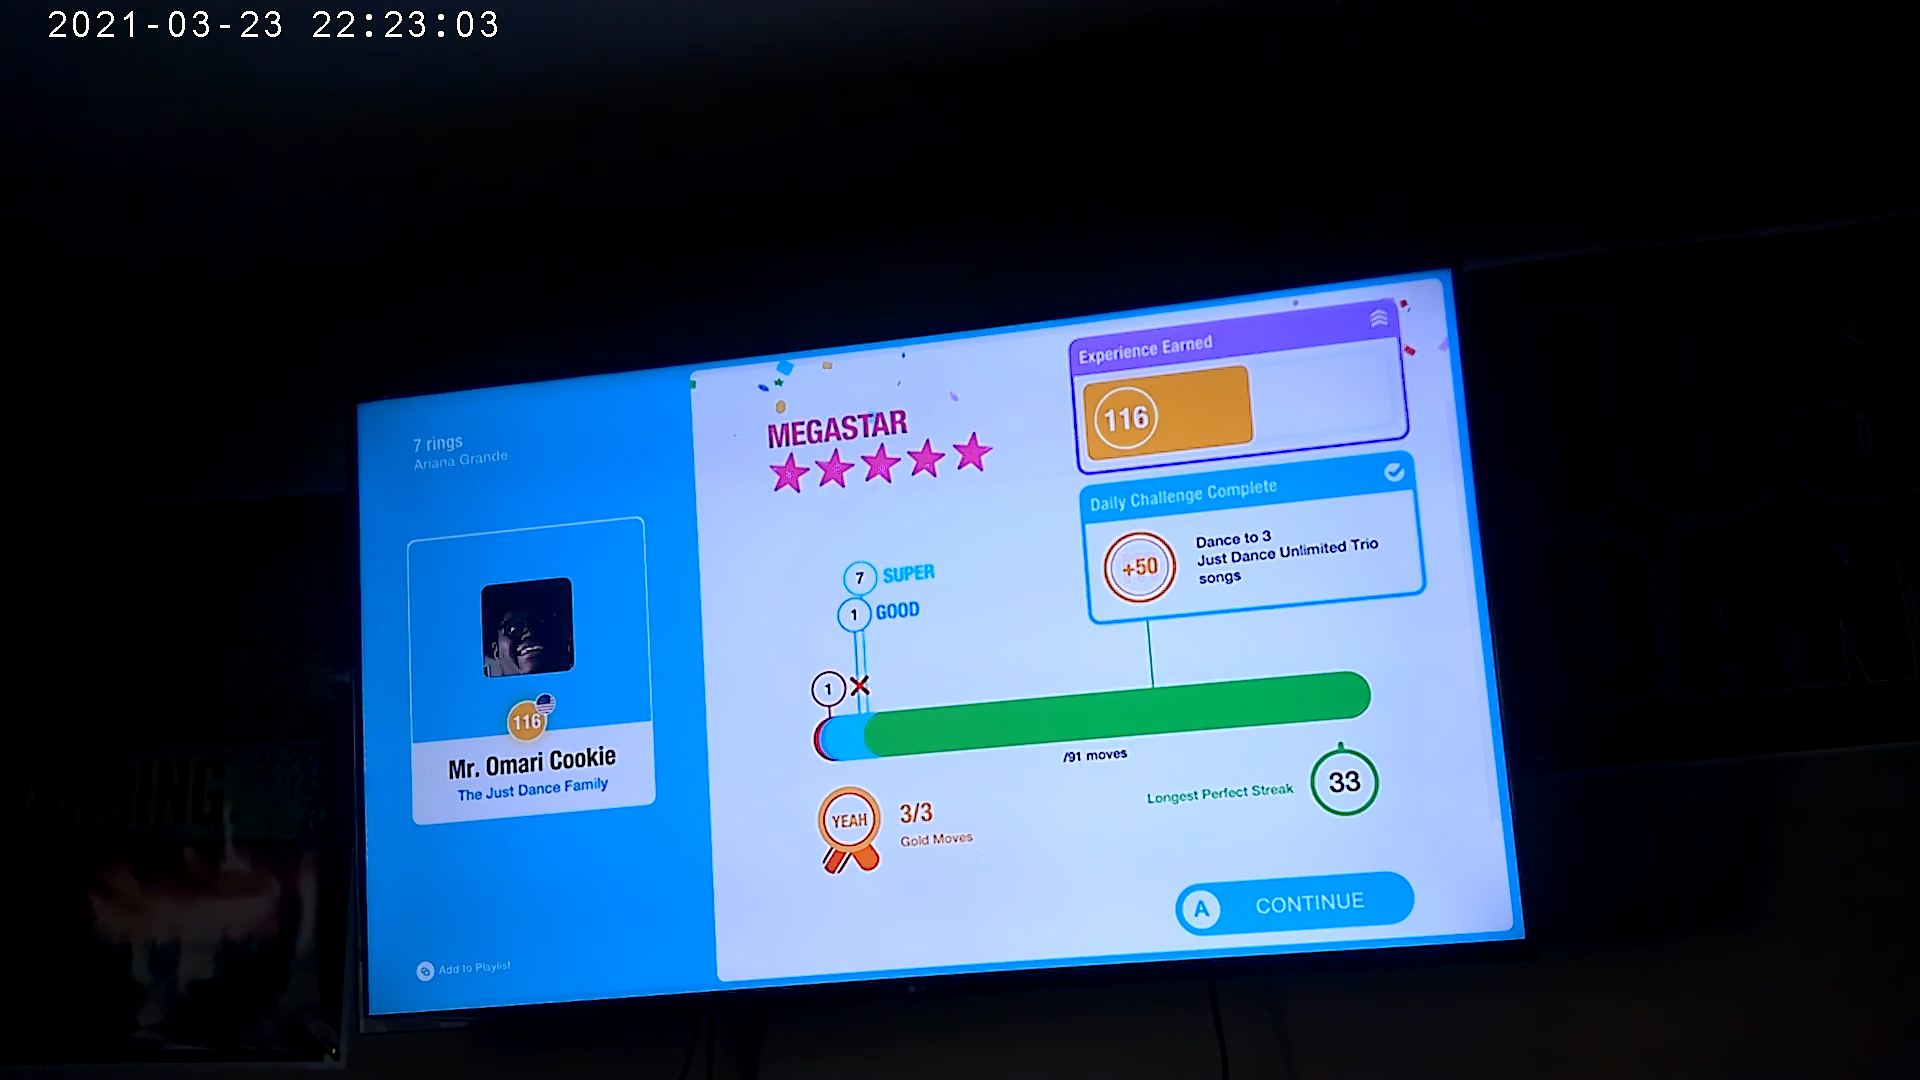 2021-03-23 22:23:03
7 rings
Ariana Grande
116
Mr. Omari Cookie
The Just Dance Family
Add to Playlist
MEGASTAR
7 SUPER
1 GOOD
1 X
/91 moves
YEAH
3/3
Gold Moves
Longest Perfect Streak
33
Experience Earned
116
Daily Challenge Complete
+50
Dance to 3
Just Dance Unlimited Trio
songs
A CONTINUE